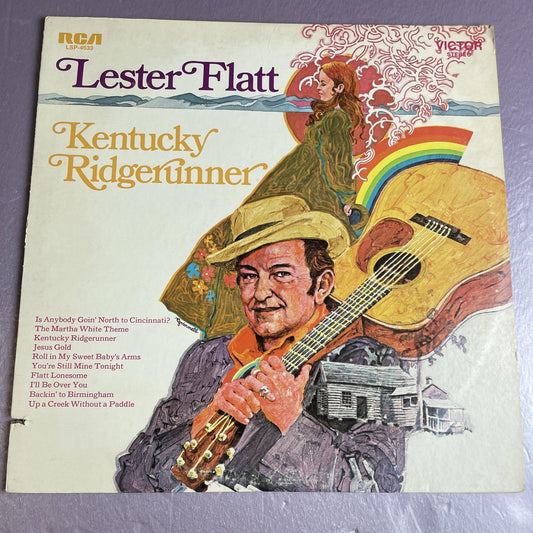 RCA
LSP-4633
VICTOR
STEREO
Lester Flatt
Kentucky
Ridgerunner
Is Anybody Goin' North to Cincinnati?
The Martha White Theme
Kentucky Ridgerunner
Jesus Gold
Roll in My Sweet Baby's Arms
You're Still Mine Tonight
Flatt Lonesome
I'll Be Over You
Backin' to Birmingham
Up a Creek Without a Paddle